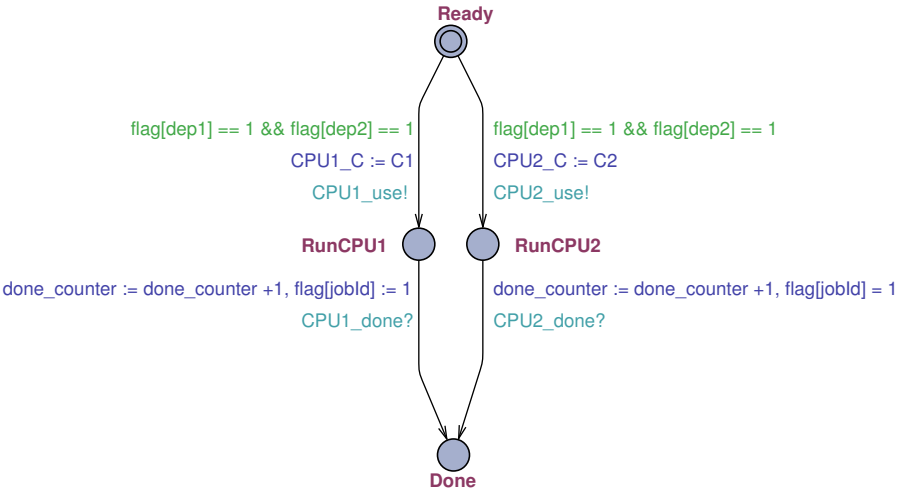 Ready
flag[dep1] == 1 && flag[dep2] == 1
flag[dep1] == 1 && flag[dep2] == 1
CPU1_C := C1
CPU2_C := C2
CPU1_use!
CPU2_use!
RunCPU1
RunCPU2
done_counter := done_counter +1, flag[jobId] := 1
done_counter := done_counter +1, flag[jobId] = 1
CPU1_done?
CPU2_done?
Done